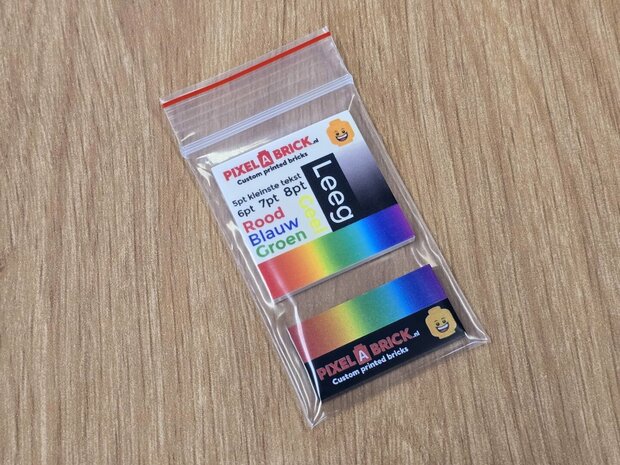 PIXEL A BRICK.nl
Custom printed bricks
5pt kleinste tekst
6pt 7pt 8pt
Rood
Blauw
Groen
Geel
Leeg
PIXEL A BRICK.nl
Custom printed bricks